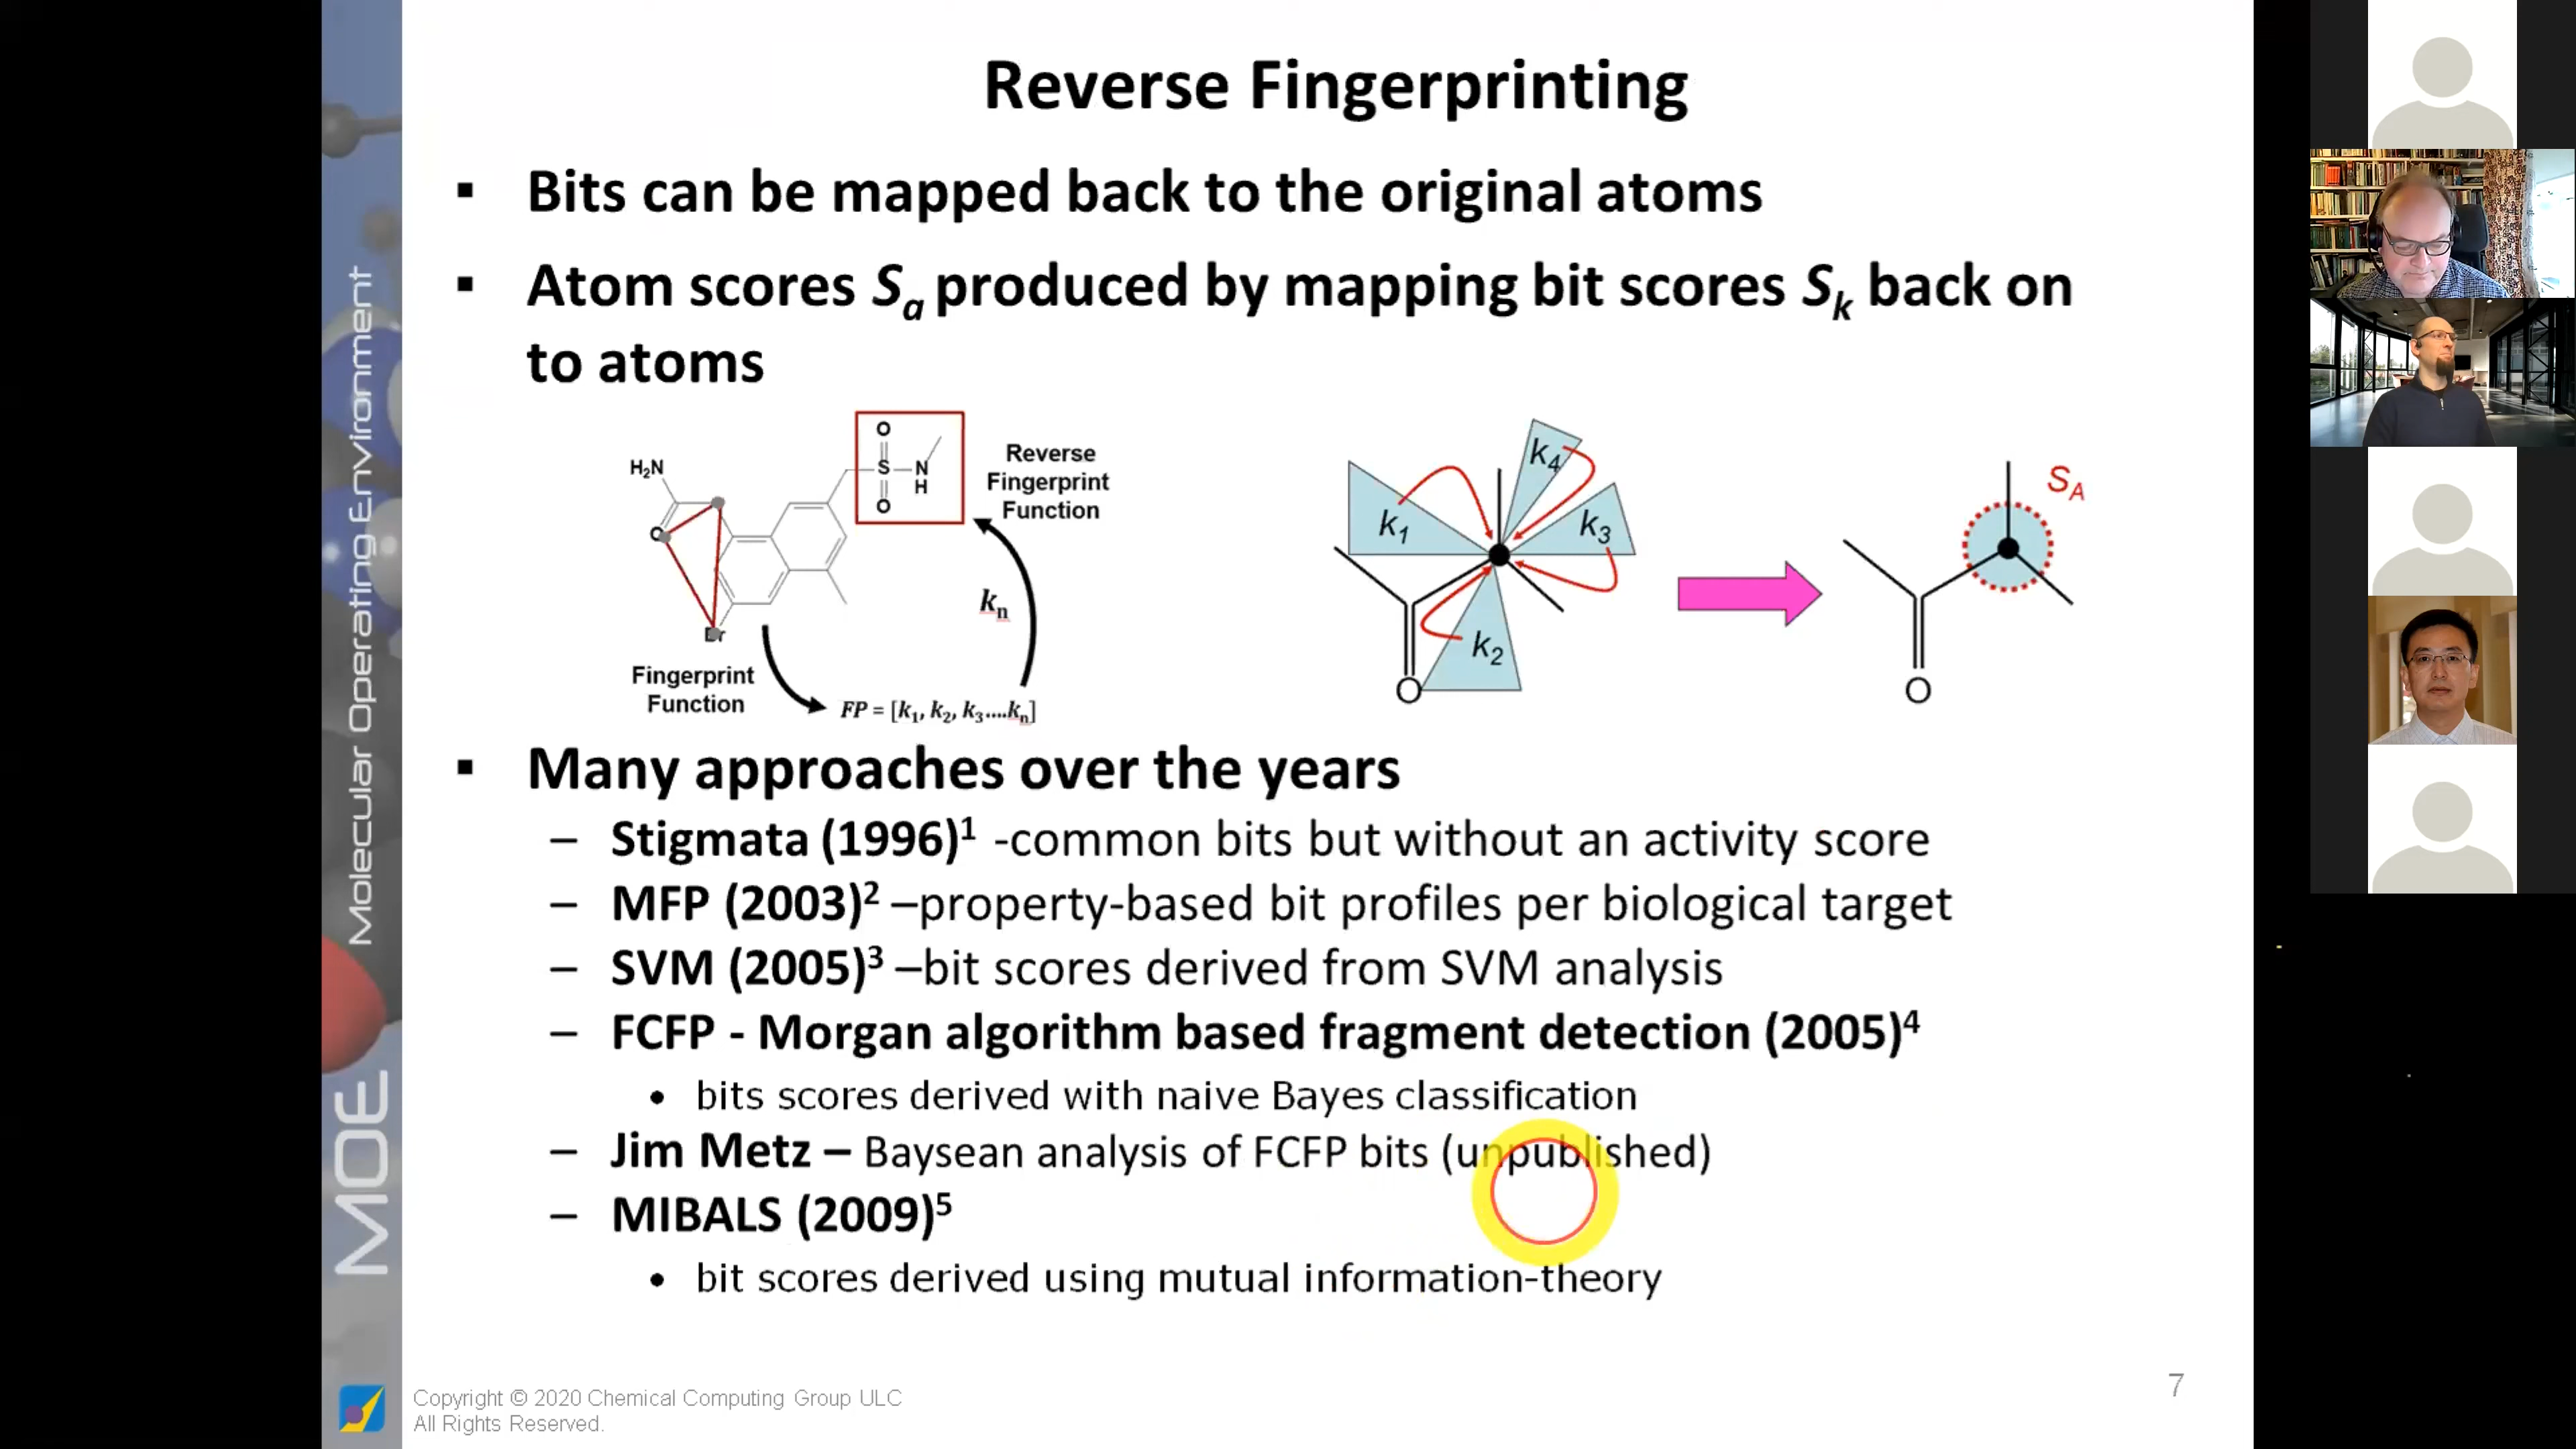 Reverse Fingerprinting
▪ Bits can be mapped back to the original atoms
▪ Atom scores Sa produced by mapping bit scores Sk back on
to atoms
H₂N
O
Br
O
S
N
H
O
Reverse
Fingerprint
Function
kn
Fingerprint
Function
FP = [k1, k2, k3....kn]
k1
k2
k3
k4
O
SA
O
▪ Many approaches over the years
– Stigmata (1996)¹ -common bits but without an activity score
– MFP (2003)² –property-based bit profiles per biological target
– SVM (2005)³ –bit scores derived from SVM analysis
– FCFP - Morgan algorithm based fragment detection (2005)⁴
• bits scores derived with naive Bayes classification
– Jim Metz – Baysean analysis of FCFP bits (unpublished)
– MIBALS (2009)⁵
• bit scores derived using mutual information-theory
MOE Molecular Operating Environment
Copyright © 2020 Chemical Computing Group ULC
All Rights Reserved.
7